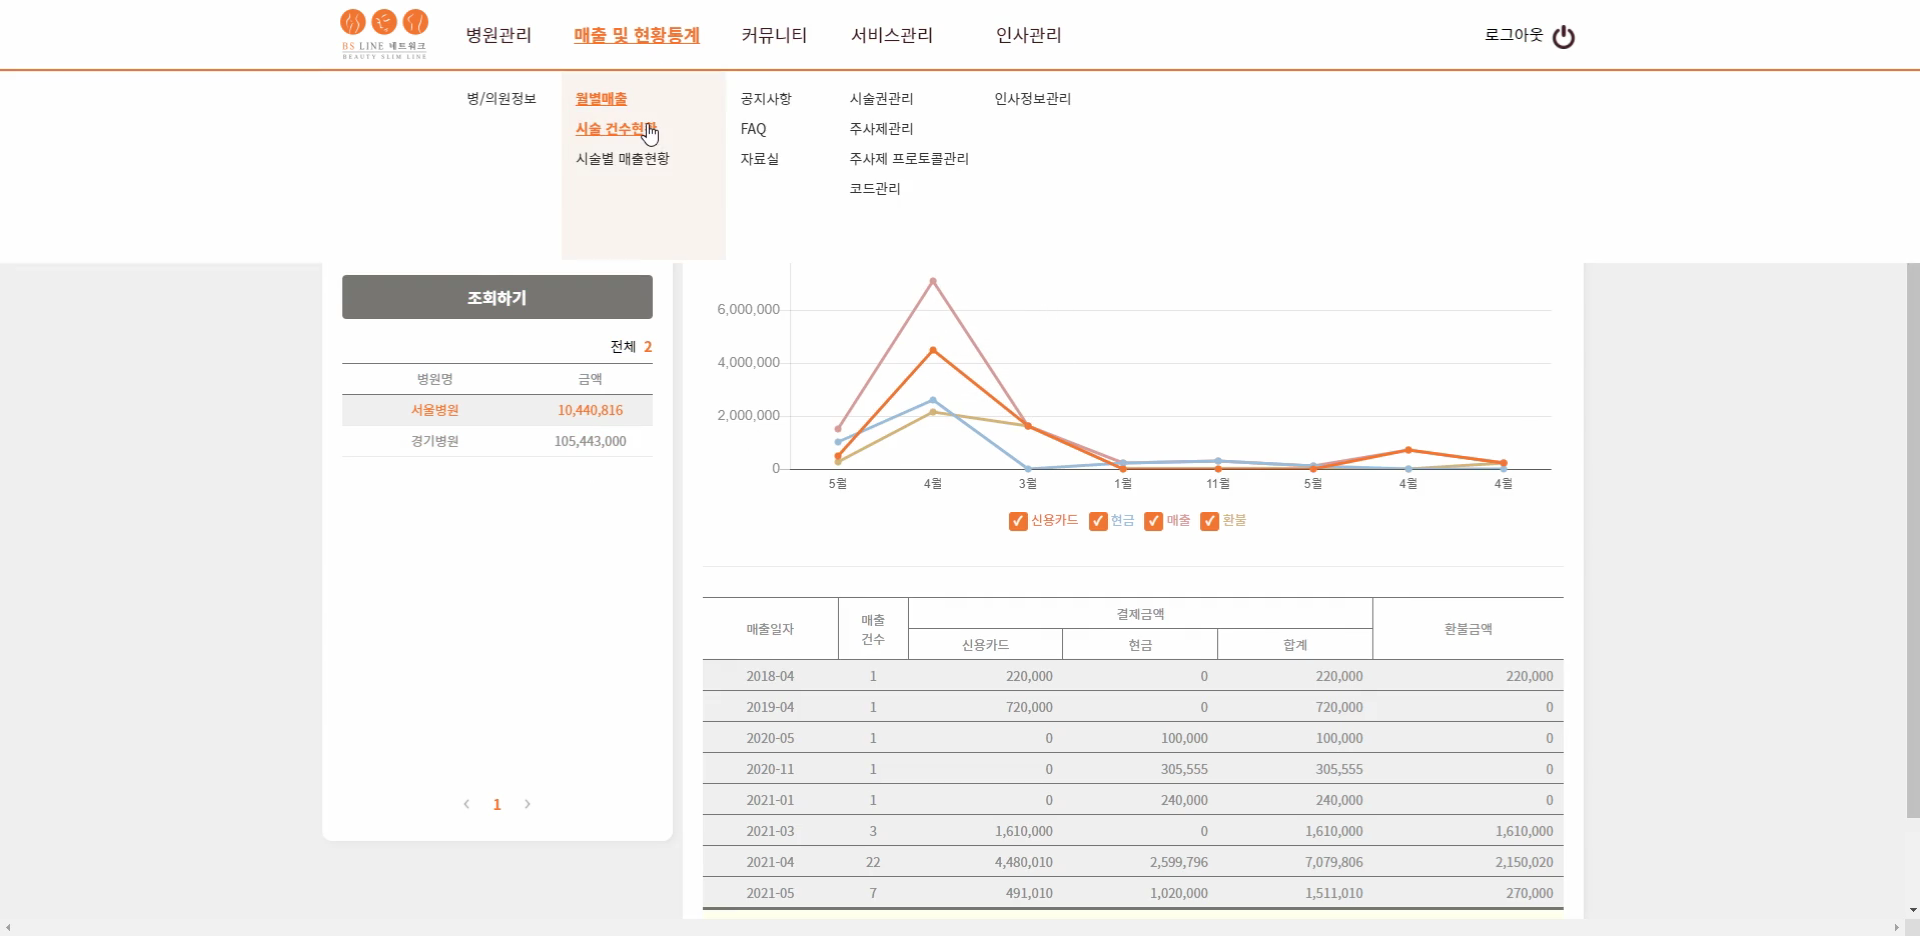 BS LINE 네트워크
BEAUTY SLIM LINE
병원관리 매출 및 현황통계 커뮤니티 서비스관리 인사관리 로그아웃
병/의원정보 월별매출 공지사항 시술권관리 인사정보관리
시술 건수현황 FAQ 주사제관리
시술별 매출현황 자료실 주사제 프로토콜관리
코드관리
조회하기
전체 2
병원명 금액
서울병원 10,440,816
경기병원 105,443,000
1
6,000,000
4,000,000
2,000,000
0
5월 4월 3월 1월 11월 5월 4월 4월
신용카드 현금 매출 환불
매출일자 매출 건수 결제금액 환불금액
신용카드 현금 합계
2018-04 1 220,000 0 220,000 220,000
2019-04 1 720,000 0 720,000 0
2020-05 1 0 100,000 100,000 0
2020-11 1 0 305,555 305,555 0
2021-01 1 0 240,000 240,000 0
2021-03 3 1,610,000 0 1,610,000 1,610,000
2021-04 22 4,480,010 2,599,796 7,079,806 2,150,020
2021-05 7 491,010 1,020,000 1,511,010 270,000